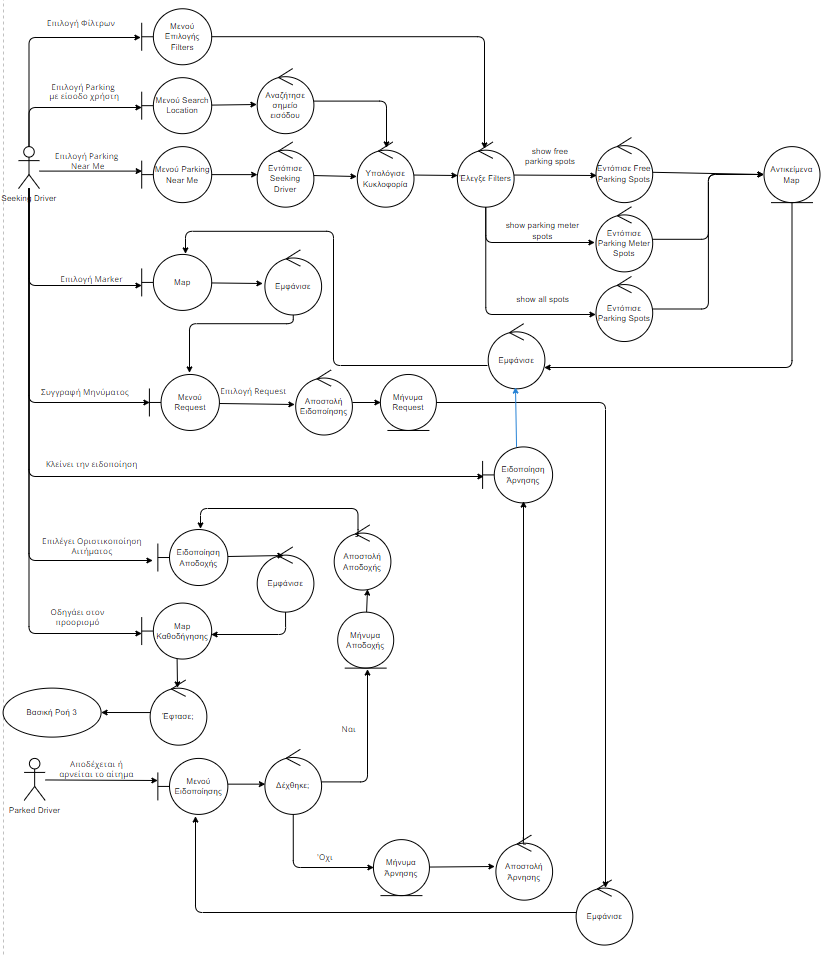 Επιλογή Φίλτρων
Μενού
Επιλογής
Filters
Επιλογή Parking
με είσοδο χρήστη
Μενού Search
Location
Αναζήτησε
σημείο
εισόδου
Επιλογή Parking
Near Me
Μενού Parking
Near Me
Εντόπισε
Seeking
Driver
Υπολόγισε
Κυκλοφορία
Έλεγξε Filters
show free
parking spots
Εντόπισε Free
Parking Spots
Αντικείμενα
Map
Seeking Driver
show parking meter
spots
Εντόπισε
Parking Meter
Spots
Επιλογή Marker
Map
Εμφάνισε
show all spots
Εντόπισε
Parking Spots
Εμφάνισε
Συγγραφή Μηνύματος
Μενού
Request
Επιλογή Request
Αποστολή
Ειδοποίησης
Μήνυμα
Request
Κλείνει την ειδοποίηση
Ειδοποίηση
Άρνησης
Επιλέγει Οριστικοποίηση
Αιτήματος
Ειδοποίηση
Αποδοχής
Εμφάνισε
Αποστολή
Αποδοχής
Οδηγάει στον
προορισμό
Map
Καθοδήγησης
Μήνυμα
Αποδοχής
Βασική Ροή 3
Έφτασε;
Ναι
Αποδέχεται ή
αρνείται το αίτημα
Parked Driver
Μενού
Ειδοποίησης
Δέχθηκε;
Όχι
Μήνυμα
Άρνησης
Αποστολή
Άρνησης
Εμφάνισε